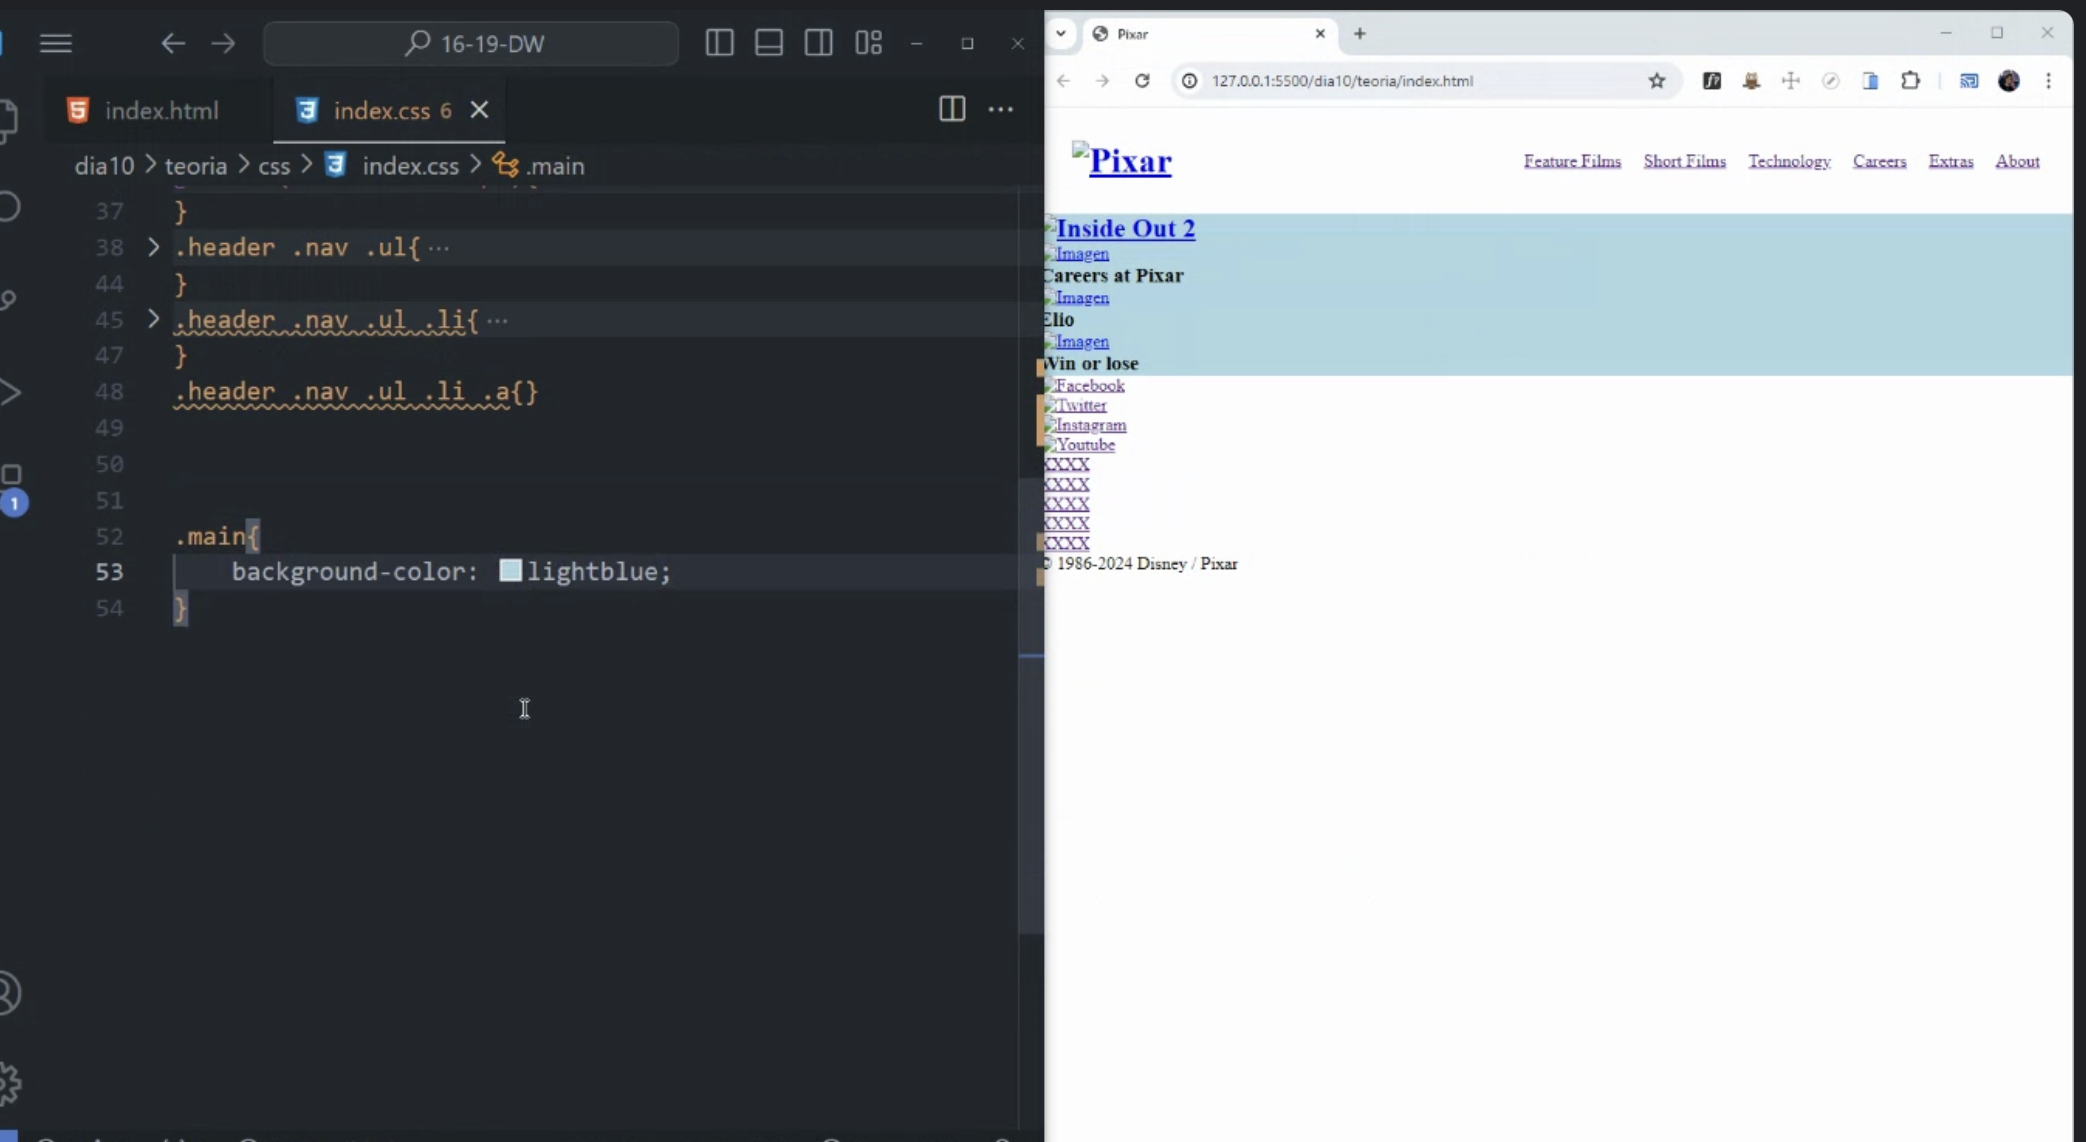 16-19-DW
index.html
index.css 6
dia10 > teoria > css > index.css > .main
37 }
38 .header .nav .ul{ ···
44 }
45 .header .nav .ul .li{ ···
47 }
48 .header .nav .ul .li .a{}
49
50
51
52 .main{
53 background-color: lightblue;
54 }
1
Pixar
127.0.0.1:5500/dia10/teoria/index.html
Pixar
Feature Films Short Films Technology Careers Extras About
Inside Out 2
Imagen
Careers at Pixar
Imagen
Elio
Imagen
Win or lose
Facebook
Twitter
Instagram
Youtube
XXXX
XXXX
XXXX
XXXX
XXXX
© 1986-2024 Disney / Pixar